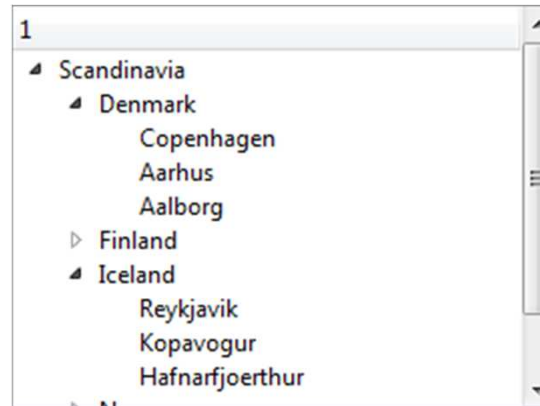 1
Scandinavia
Denmark
Copenhagen
Aarhus
Aalborg
Finland
Iceland
Reykjavik
Kopavogur
Hafnarfjoerthur